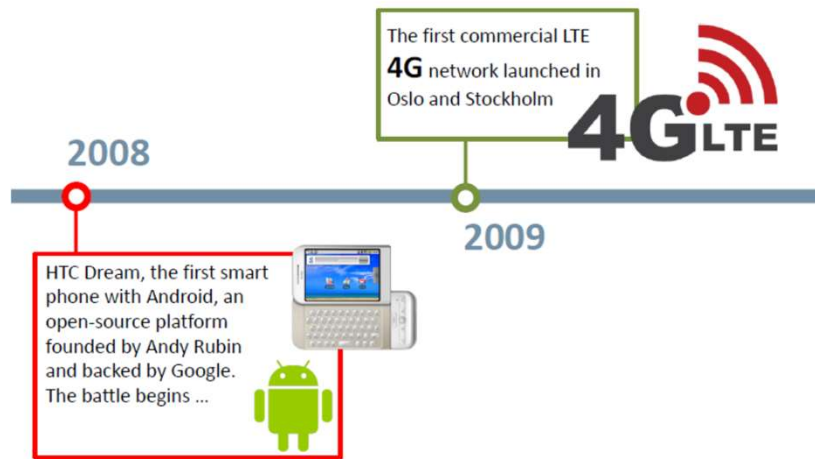 The first commercial LTE
4G network launched in
Oslo and Stockholm
4G LTE
2008
2009
HTC Dream, the first smart
phone with Android, an
open-source platform
founded by Andy Rubin
and backed by Google.
The battle begins ...